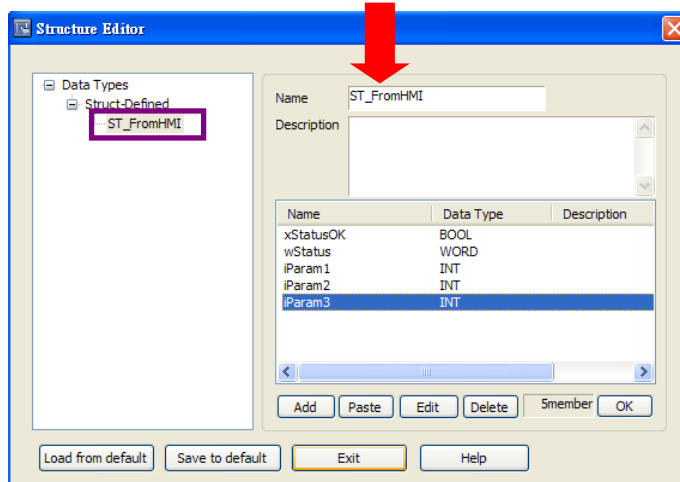 Structure Editor
Data Types
Struct-Defined
ST_FromHMI
Name ST_FromHMI
Description
Name Data Type Description
xStatusOK BOOL
wStatus WORD
iParam1 INT
iParam2 INT
iParam3 INT
Add Paste Edit Delete 5member OK
Load from default Save to default Exit Help